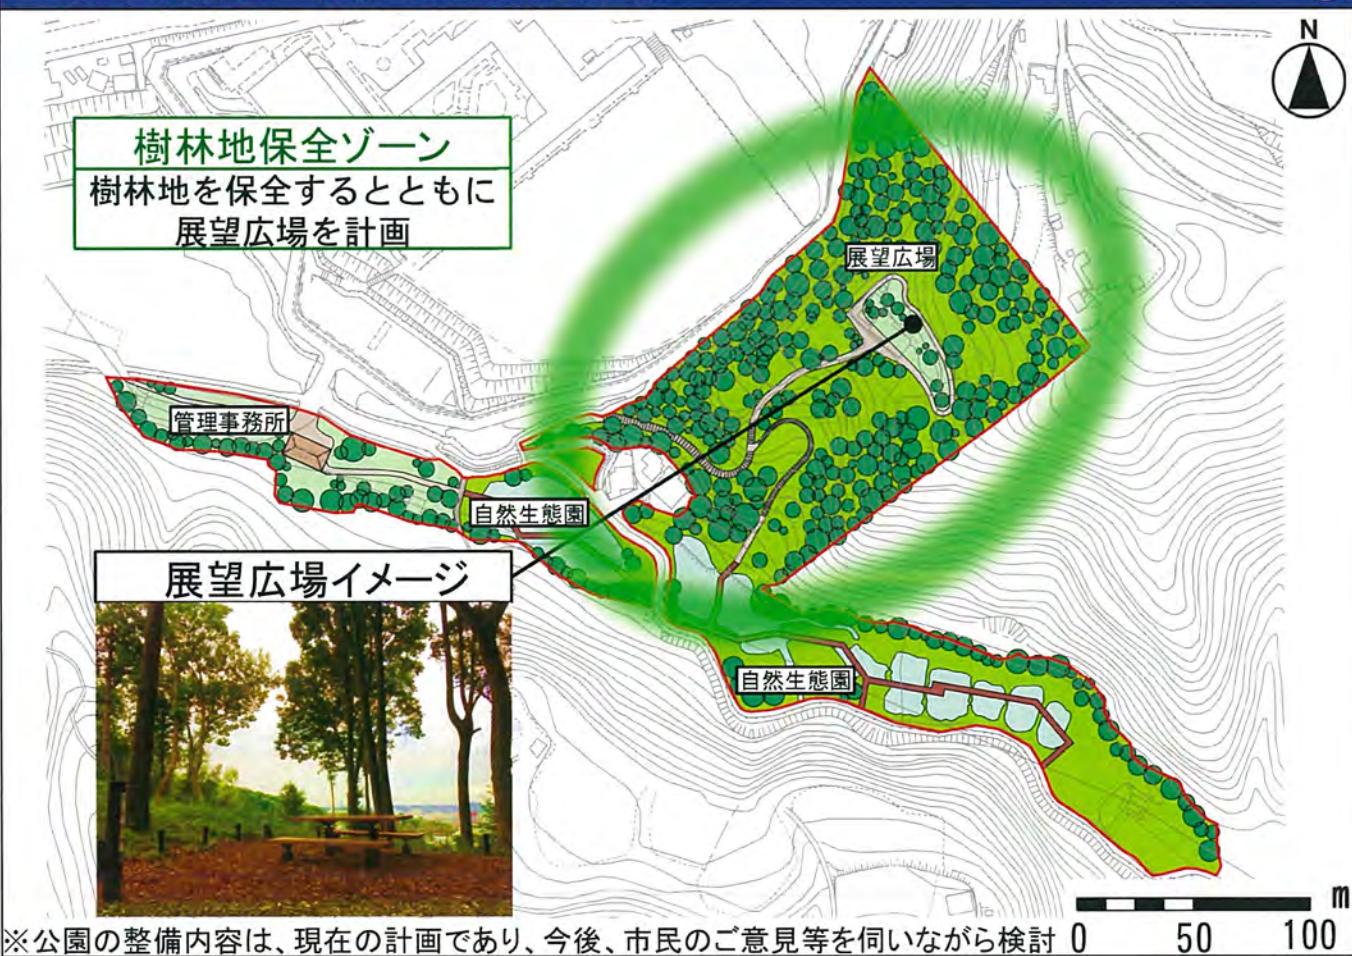 N
樹林地保全ゾーン
樹林地を保全するとともに
展望広場を計画
展望広場
管理事務所
自然生態園
展望広場イメージ
自然生態園
m
0 50 100
※公園の整備内容は、現在の計画であり、今後、市民のご意見等を伺いながら検討